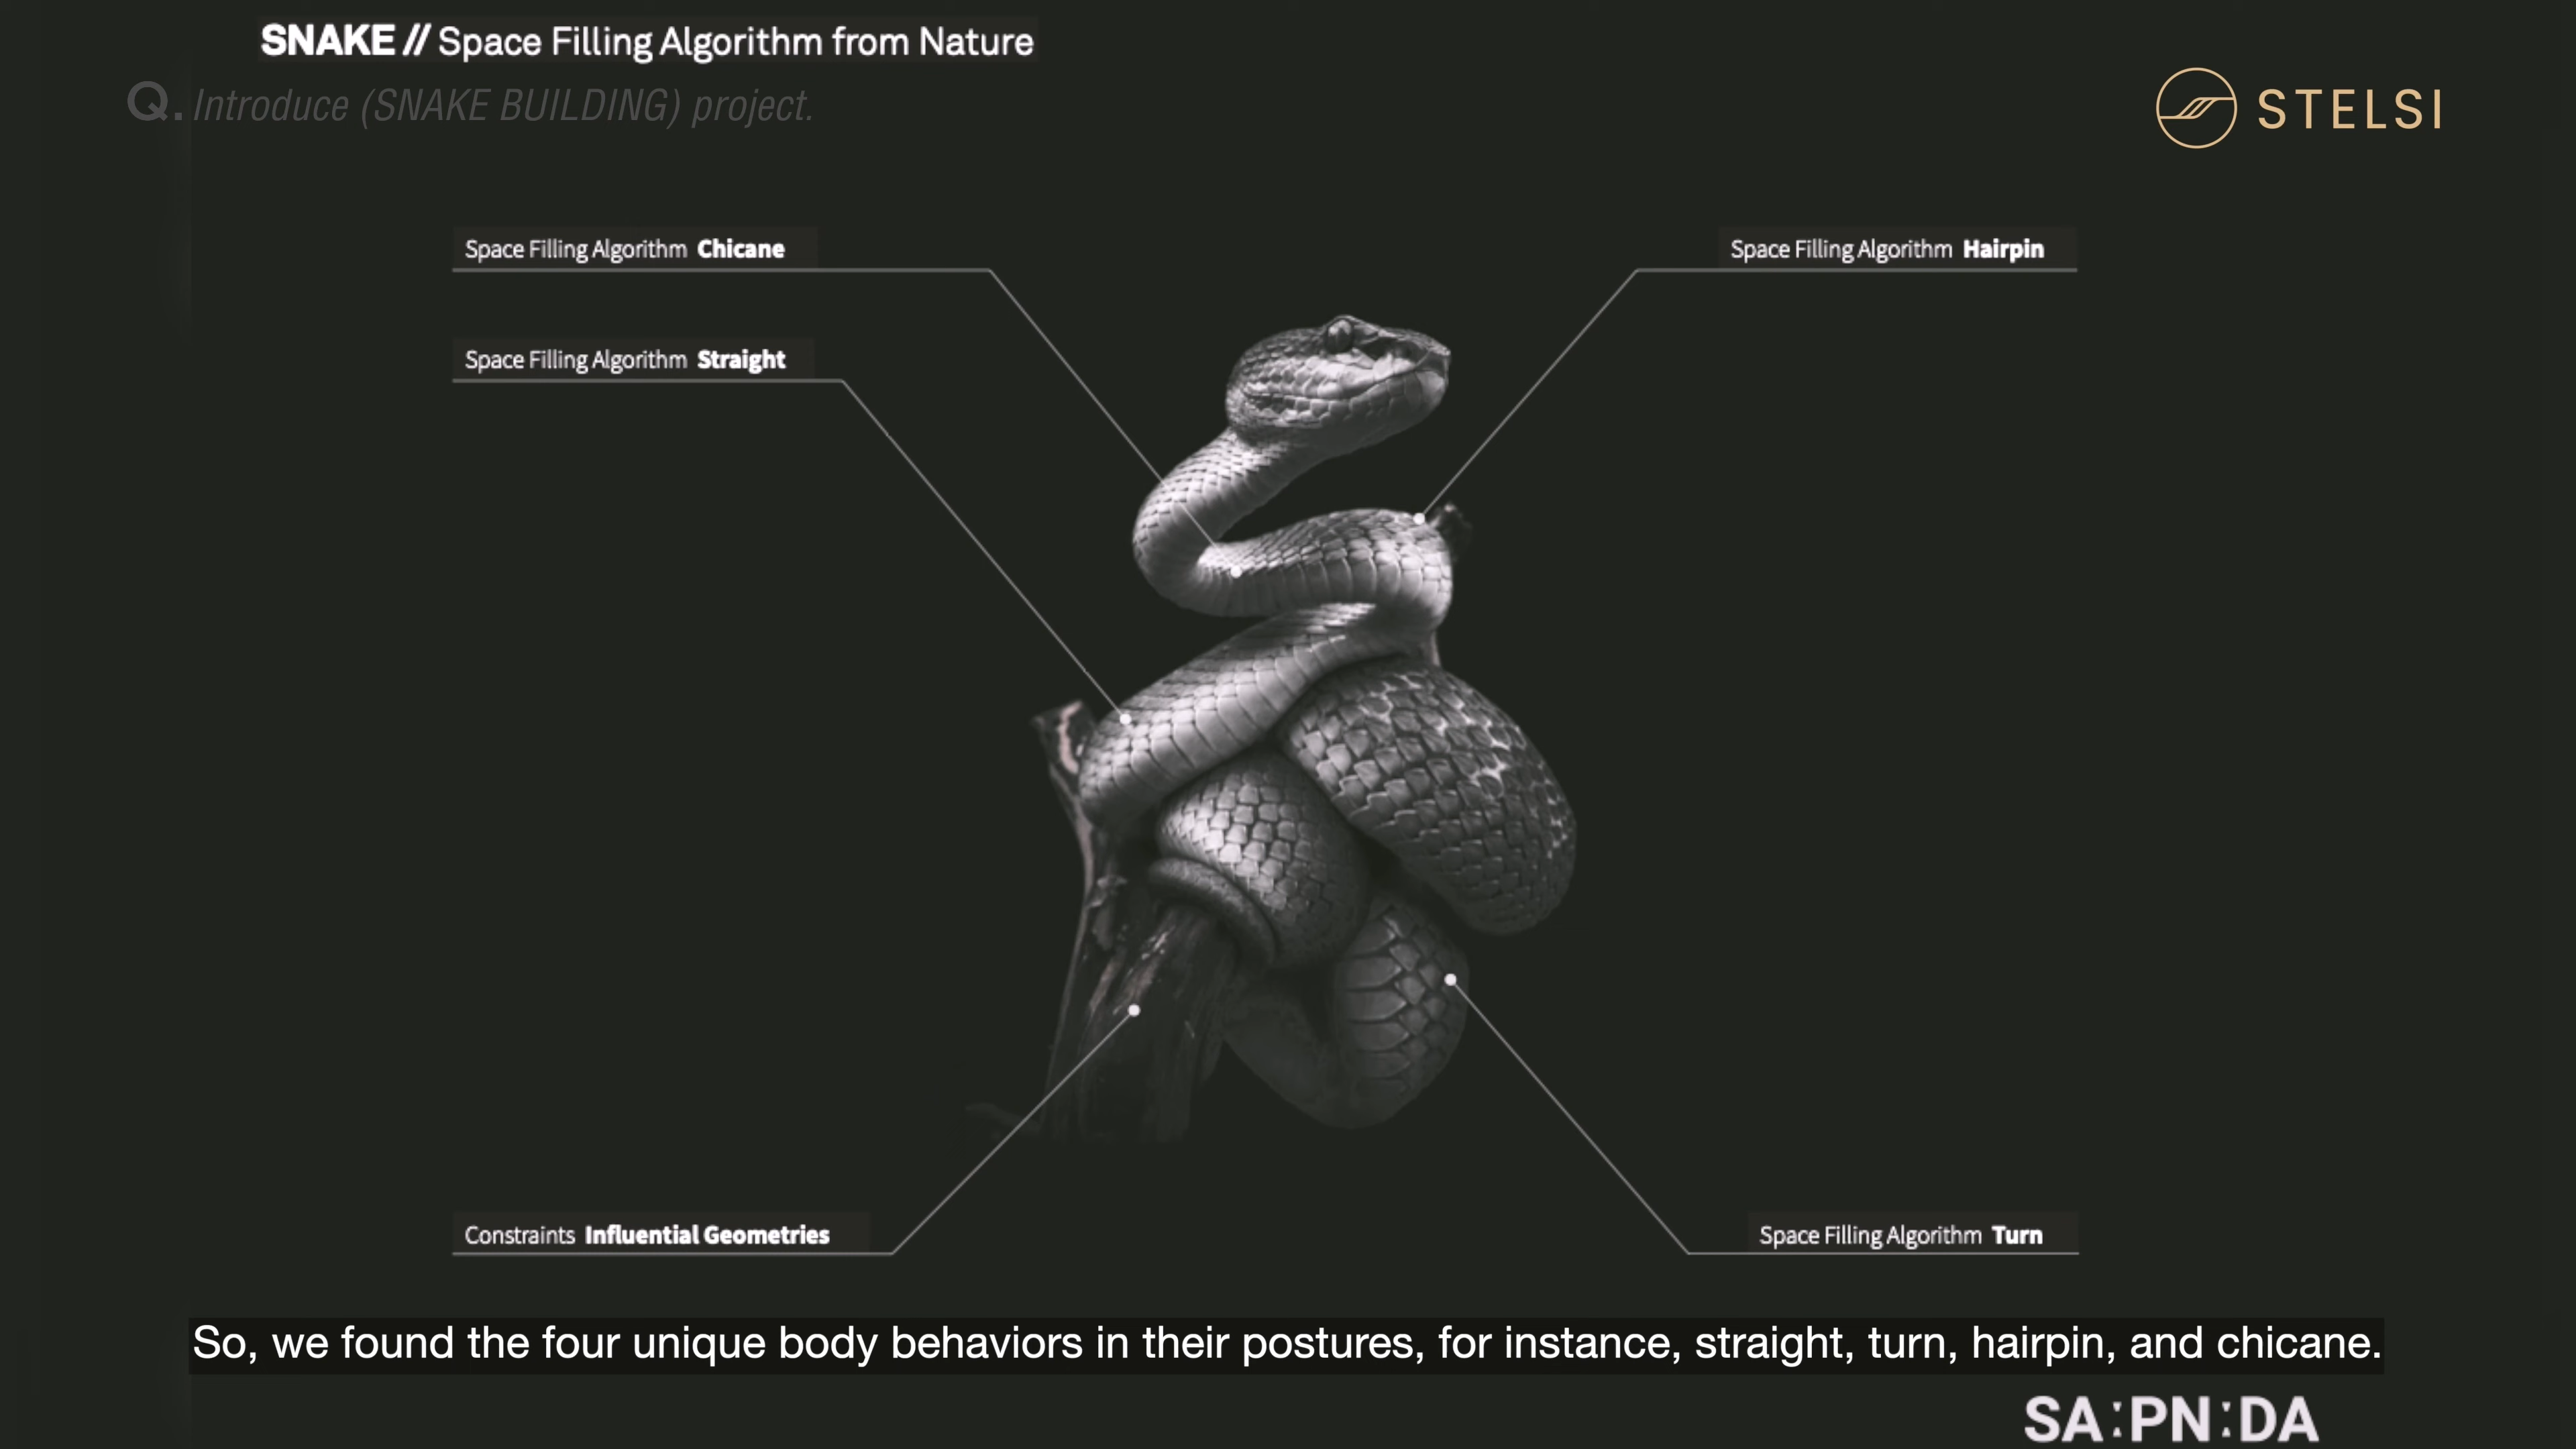 SNAKE // Space Filling Algorithm from Nature
Q. Introduce (SNAKE BUILDING) project.
STELSI
Space Filling Algorithm Chicane
Space Filling Algorithm Hairpin
Space Filling Algorithm Straight
Constraints Influential Geometries
Space Filling Algorithm Turn
So, we found the four unique body behaviors in their postures, for instance, straight, turn, hairpin, and chicane.
SA:PN:DA